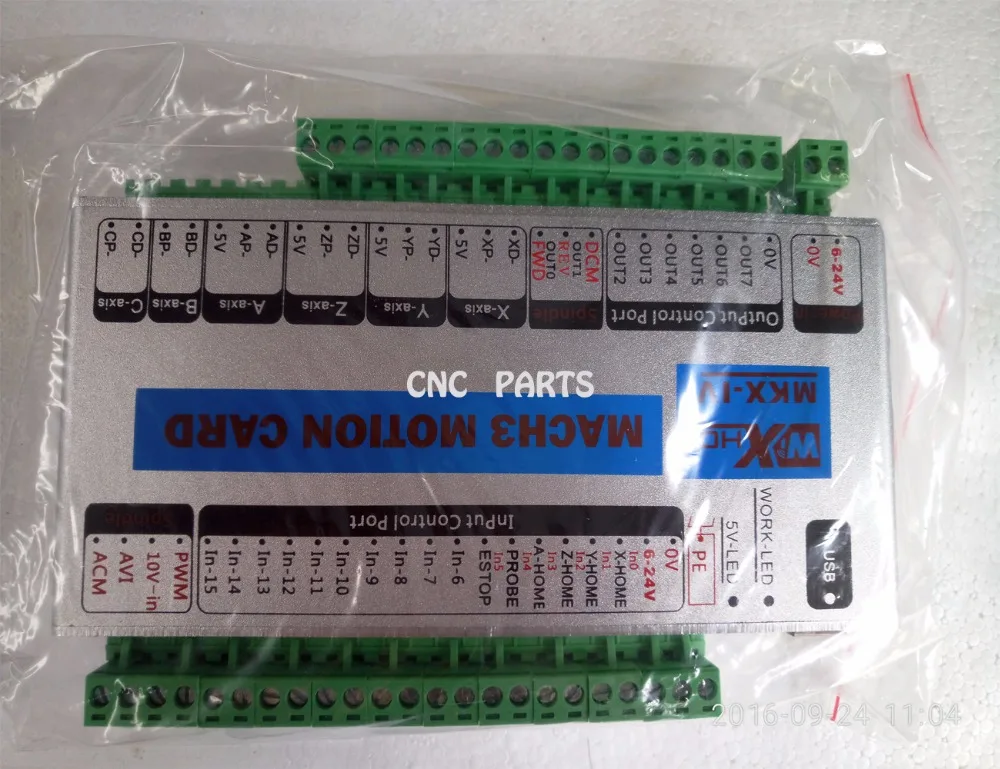 CP-
CD-
BP-
BD-
5V
AP-
AD-
5V
ZP-
ZD-
5V
YP-
YD-
5V
XP-
XD-
FWD
OUT0
REV
OUT1
DCM
OUT2
OUT3
OUT4
OUT5
OUT6
OUT7
0V
0V
6-24V
C-axis
B-axis
A-axis
Z-axis
Y-axis
X-axis
Spindle
OutPut Control Port
Power in
CNC PARTS
MKX-IV
MACH3 MOTION CARD
WX
HC
Spindle
InPut Control Port
ACM
AVI
10V-in
PWM
In-15
In-14
In-13
In-12
In-11
In-10
In-9
In-8
In-7
In-6
ESTOP
In5
PROBE
In4
A-HOME
In3
Z-HOME
In2
Y-HOME
In1
X-HOME
In0
6-24V
0V
PE
5V-LED
WORK-LED
USB
2016-09-24 11:04